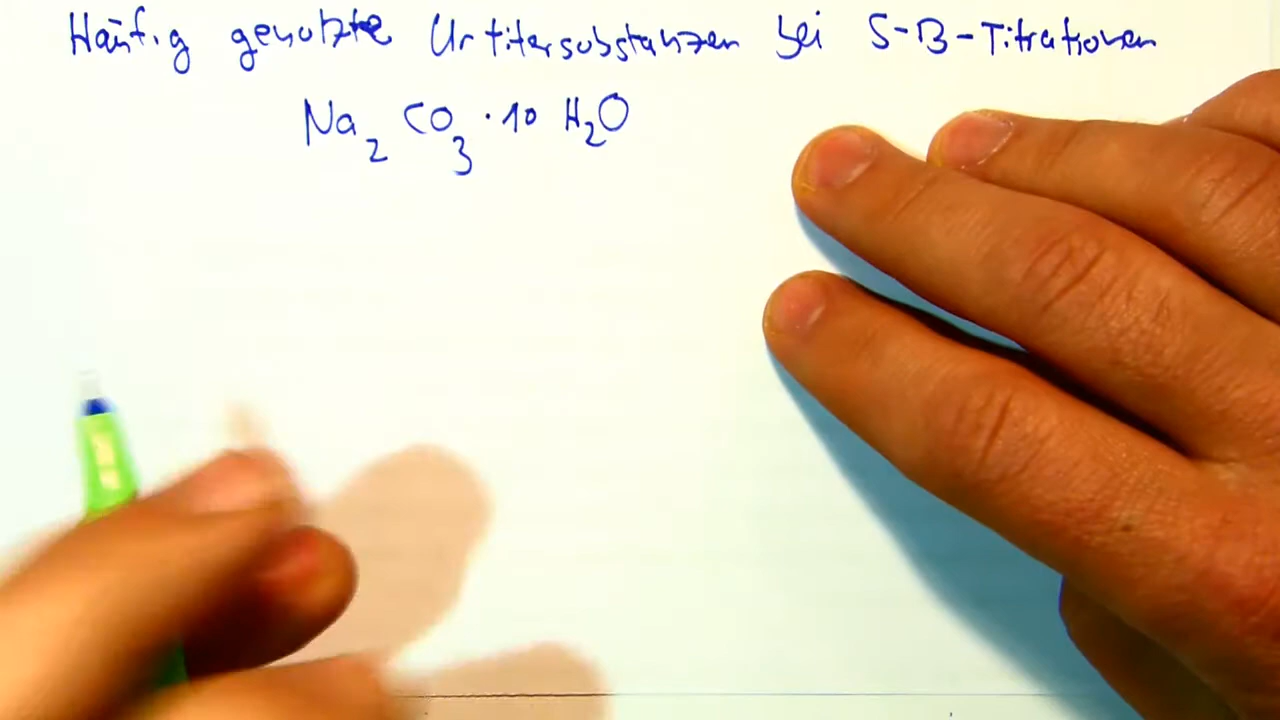 Häufig genutzte Urtitersubstanzen bei S-B-Titrationen
Na₂CO₃ · 10 H₂O